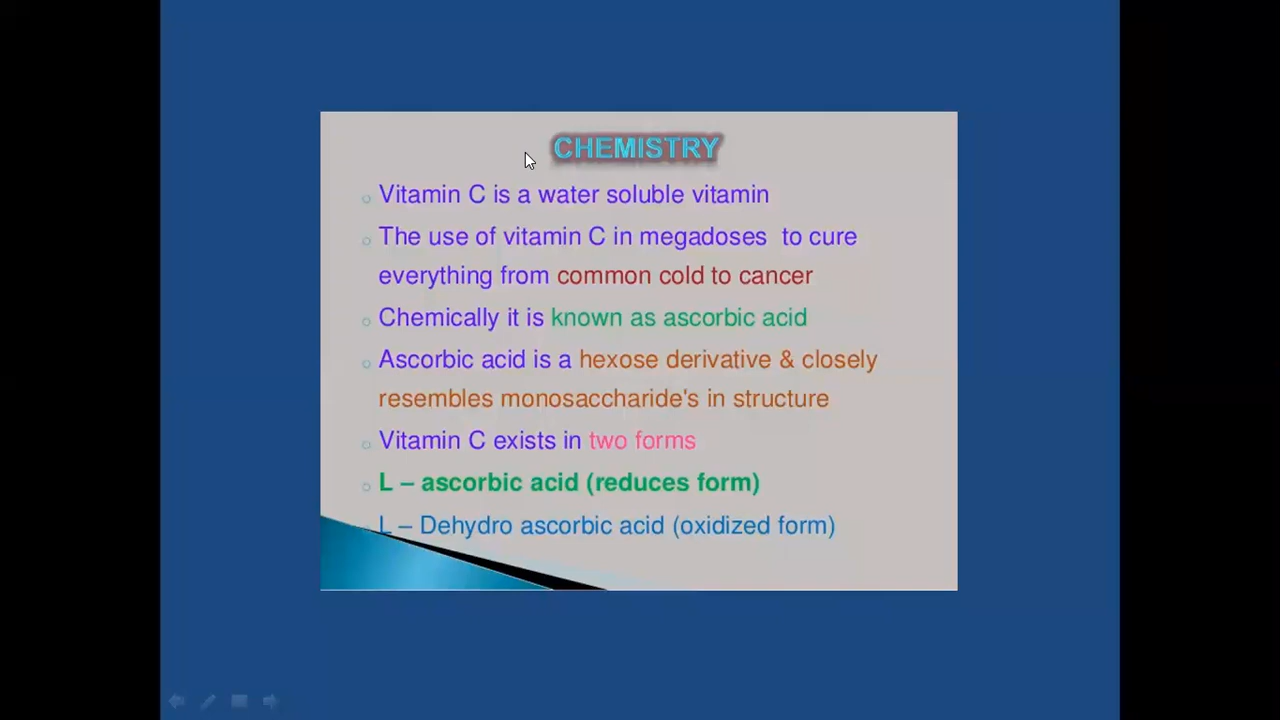 CHEMISTRY
Vitamin C is a water soluble vitamin
The use of vitamin C in megadoses to cure
everything from common cold to cancer
Chemically it is known as ascorbic acid
Ascorbic acid is a hexose derivative & closely
resembles monosaccharide's in structure
Vitamin C exists in two forms
L – ascorbic acid (reduces form)
L – Dehydro ascorbic acid (oxidized form)